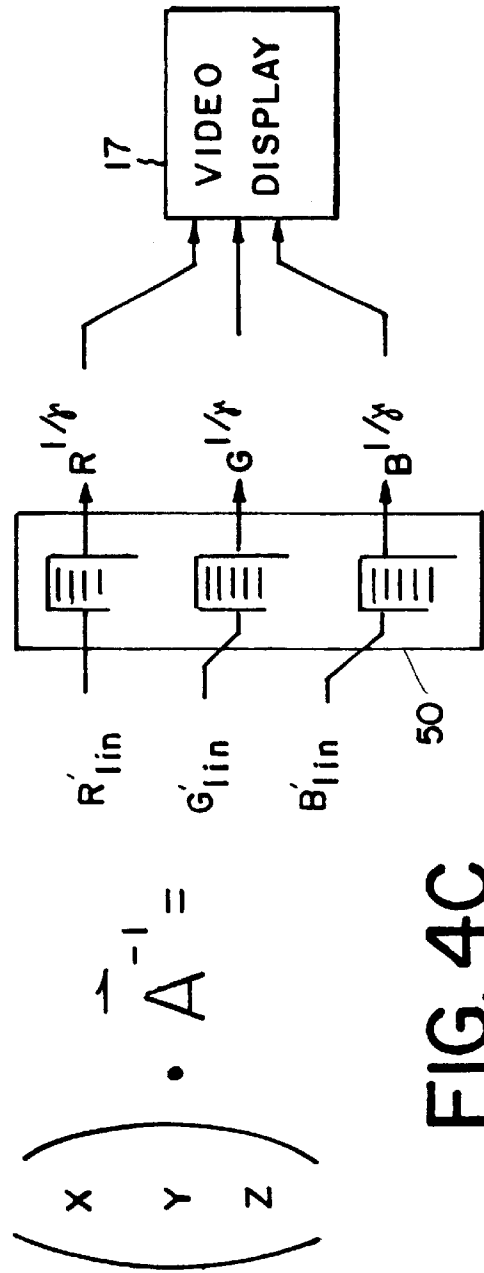 X
Y
Z
• A⃗⁻¹ =
R'lin
G'lin
B'lin
50
R^1/γ
G^1/γ
B^1/γ
17
VIDEO
DISPLAY
FIG. 4C